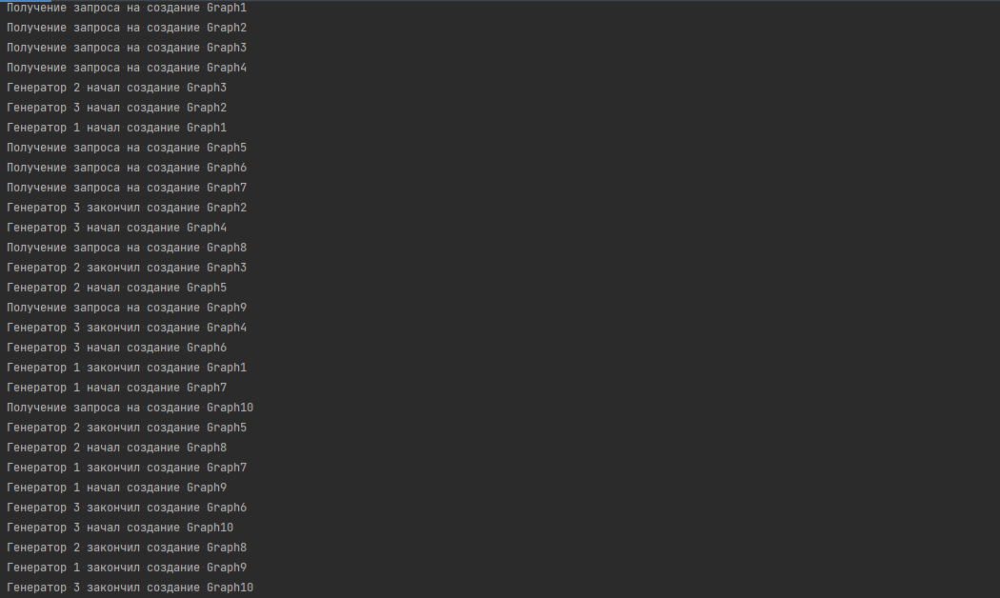 Получение запроса на создание Graph1
Получение запроса на создание Graph2
Получение запроса на создание Graph3
Получение запроса на создание Graph4
Генератор 2 начал создание Graph3
Генератор 3 начал создание Graph2
Генератор 1 начал создание Graph1
Получение запроса на создание Graph5
Получение запроса на создание Graph6
Получение запроса на создание Graph7
Генератор 3 закончил создание Graph2
Генератор 3 начал создание Graph4
Получение запроса на создание Graph8
Генератор 2 закончил создание Graph3
Генератор 2 начал создание Graph5
Получение запроса на создание Graph9
Генератор 3 закончил создание Graph4
Генератор 3 начал создание Graph6
Генератор 1 закончил создание Graph1
Генератор 1 начал создание Graph7
Получение запроса на создание Graph10
Генератор 2 закончил создание Graph5
Генератор 2 начал создание Graph8
Генератор 1 закончил создание Graph7
Генератор 1 начал создание Graph9
Генератор 3 закончил создание Graph6
Генератор 3 начал создание Graph10
Генератор 2 закончил создание Graph8
Генератор 1 закончил создание Graph9
Генератор 3 закончил создание Graph10